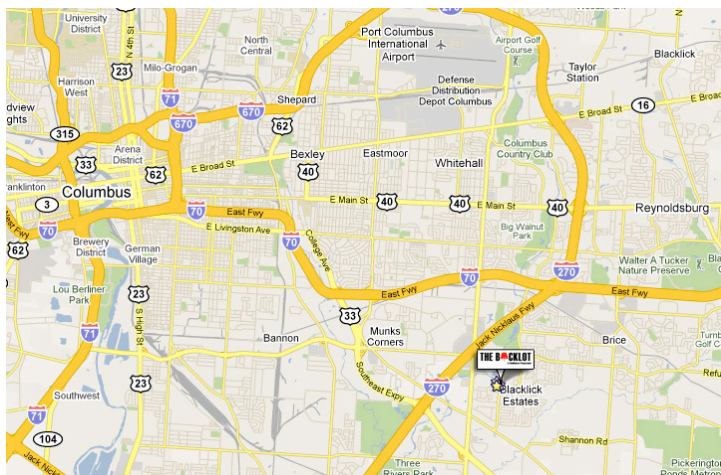 University
District
N 4th St
North
Central
270
Port Columbus
International
Airport
Airport Golf
Course
Blacklick
Milo-Grogan
23
Harrison
West
71
Taylor
Station
Defense
Distribution
Depot Columbus
Shepard
670
670
62
315
16
E Broad St
E Broad St
Arena
District
33
62
Bexley
Eastmoor
Whitehall
Columbus
Country Club
40
Columbus
3
70
East Fwy
E Main St
40
40
40
Reynoldsburg
E Livingston Ave
Big Walnut
Park
70
62
Brewery
District
German
Village
College Ave
70
70
270
Walter A Tucker
Nature Preserve
East Fwy
East Fwy
Lou Berliner
Park
23
S High St
33
71
Bannon
Munks
Corners
Jack Nicklaus Fwy
Brice
THE BACKLOT
Southeast Expy
23
270
Blacklick
Estates
Southwest
71
104
Shannon Rd
Three
Rivers Park
Pickerington
Ponds Metro